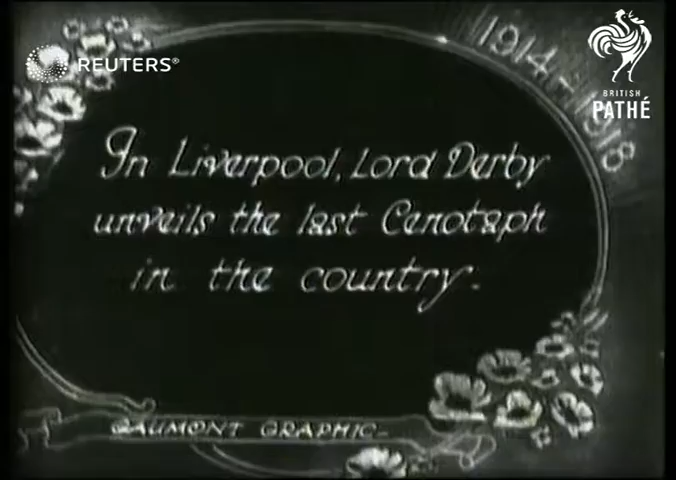 REUTERS®
BRITISH
PATHÉ
1914-1918
In Liverpool, Lord Derby
unveils the last Cenotaph
in the country.
GAUMONT GRAPHIC